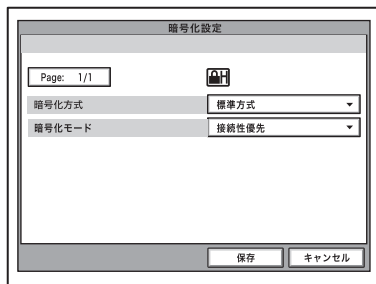 暗号化設定
Page: 1/1
H
暗号化方式 標準方式
暗号化モード 接続性優先
保存 キャンセル